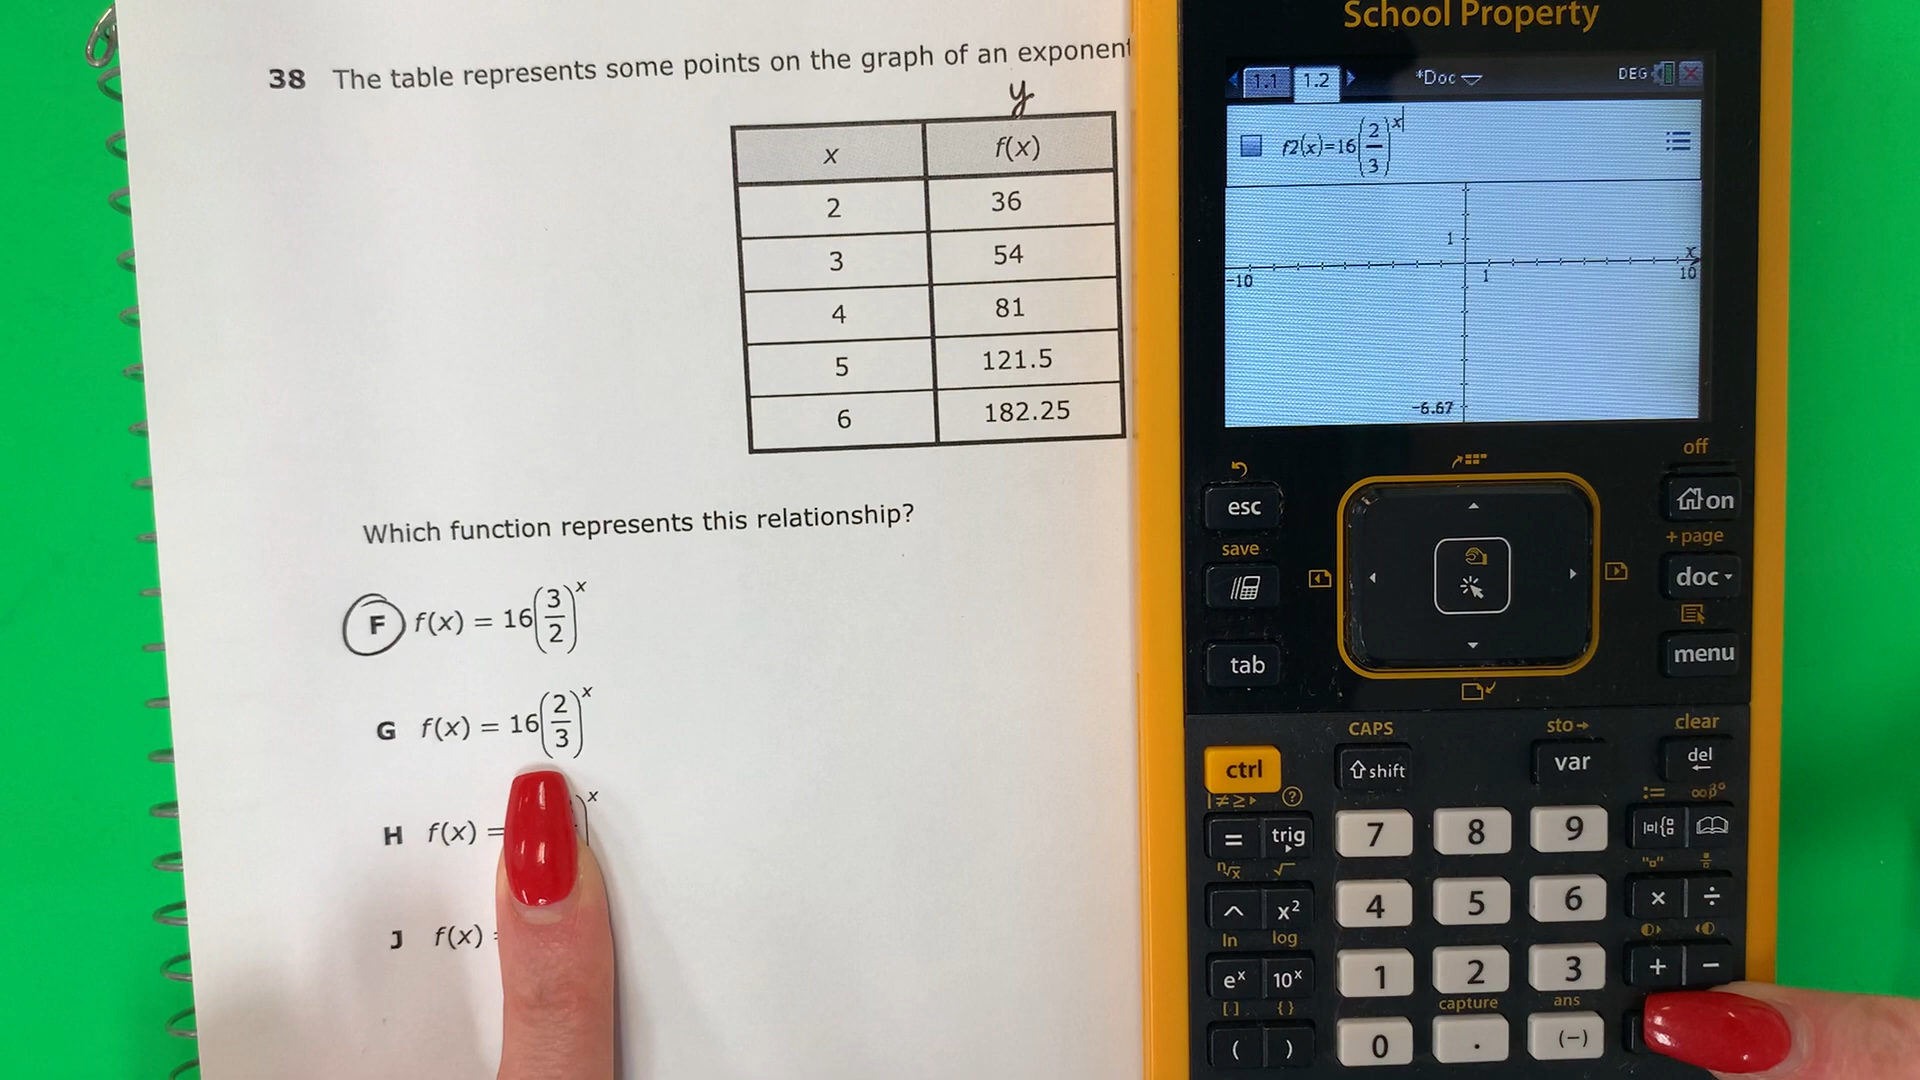 38 The table represents some points on the graph of an exponent
y
x f(x)
2 36
3 54
4 81
5 121.5
6 182.25
Which function represents this relationship?
F f(x) = 16(3/2)^x
G f(x) = 16(2/3)^x
H f(x) = x
J f(x)
School Property
1.1 1.2 *Doc DEG
f2(x)=16(2/3)^x
1
x
-10 1 10
-6.67
off
esc on
save + page
doc
tab menu
CAPS sto→ clear
ctrl shift var del
|≠≥▸ ? := ∞β°
= trig 7 8 9
ⁿ√x √
^ x² 4 5 6 × ÷
ln log
eˣ 10ˣ 1 2 3 + −
[ ] { } capture ans
( ) 0 . (−)